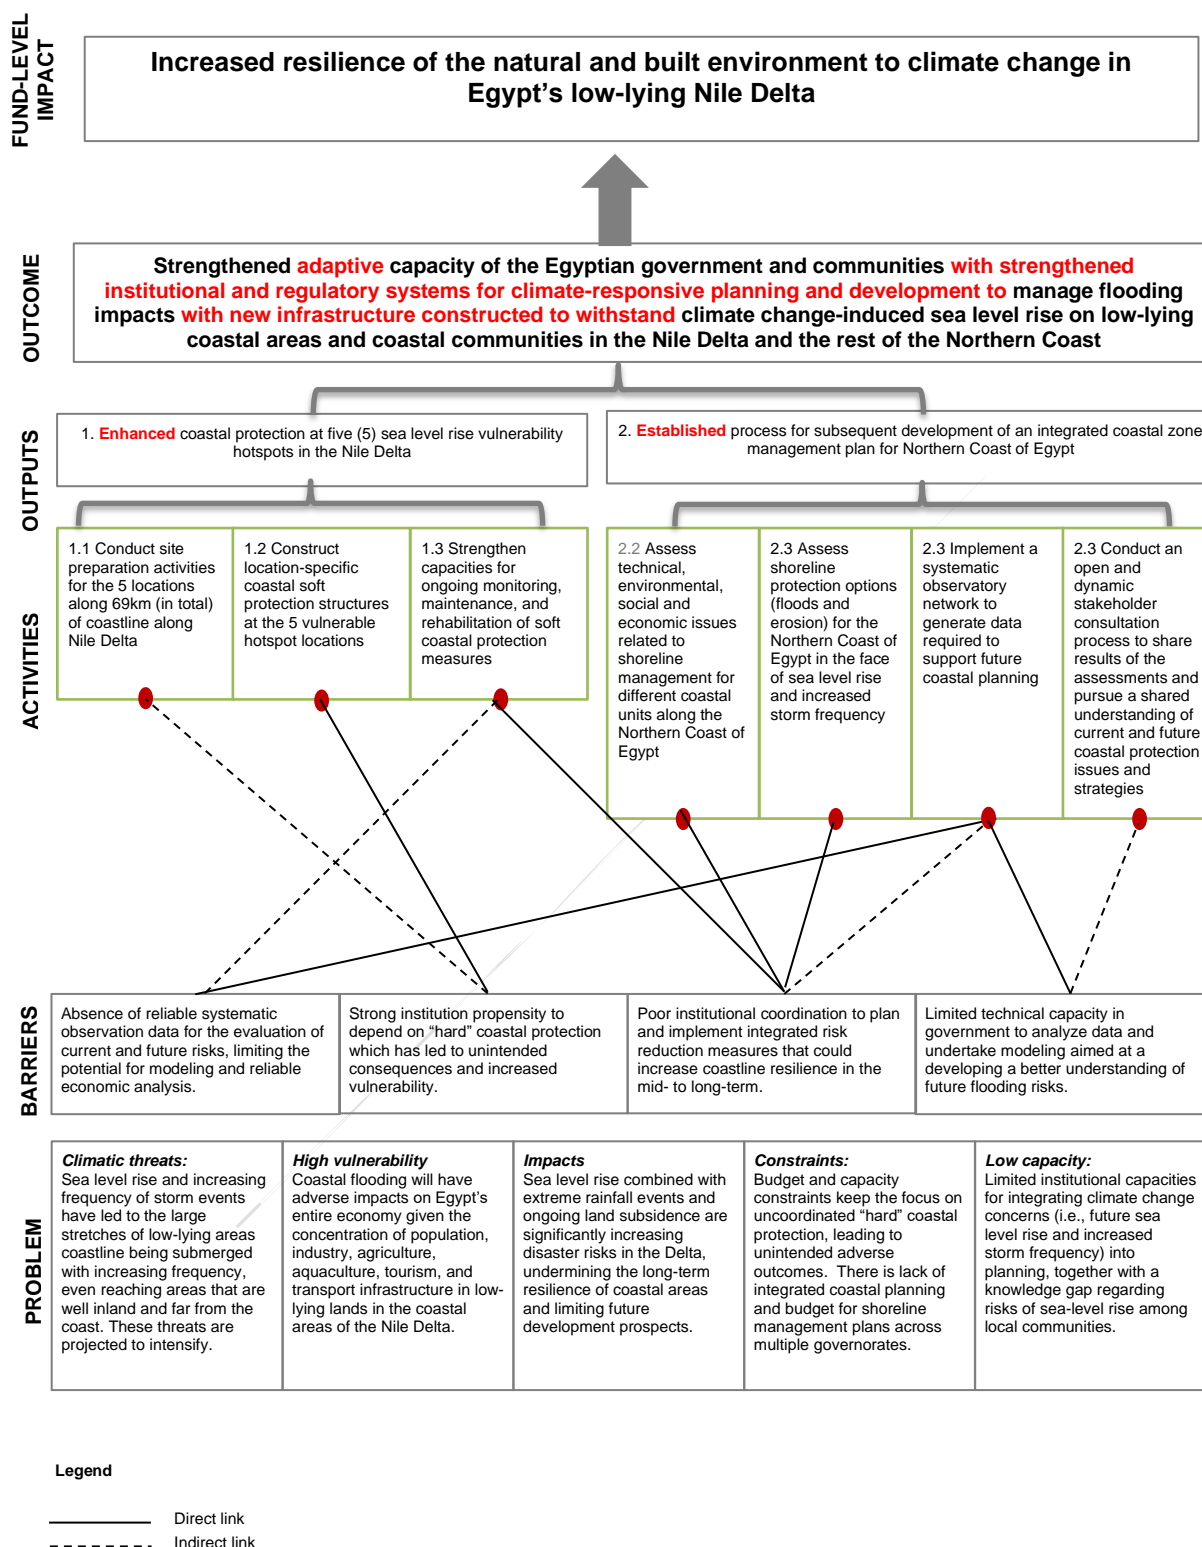 FUND-LEVEL
IMPACT
Increased resilience of the natural and built environment to climate change in
Egypt’s low-lying Nile Delta
OUTCOME
Strengthened adaptive capacity of the Egyptian government and communities with strengthened
institutional and regulatory systems for climate-responsive planning and development to manage flooding
impacts with new infrastructure constructed to withstand climate change-induced sea level rise on low-lying
coastal areas and coastal communities in the Nile Delta and the rest of the Northern Coast
OUTPUTS
1. Enhanced coastal protection at five (5) sea level rise vulnerability
hotspots in the Nile Delta
2. Established process for subsequent development of an integrated coastal zone
management plan for Northern Coast of Egypt
ACTIVITIES
1.1 Conduct site
preparation activities
for the 5 locations
along 69km (in total)
of coastline along
Nile Delta
1.2 Construct
location-specific
coastal soft
protection structures
at the 5 vulnerable
hotspot locations
1.3 Strengthen
capacities for
ongoing monitoring,
maintenance, and
rehabilitation of soft
coastal protection
measures
2.2 Assess
technical,
environmental,
social and
economic issues
related to
shoreline
management for
different coastal
units along the
Northern Coast of
Egypt
2.3 Assess
shoreline
protection options
(floods and
erosion) for the
Northern Coast of
Egypt in the face
of sea level rise
and increased
storm frequency
2.3 Implement a
systematic
observatory
network to
generate data
required to
support future
coastal planning
2.3 Conduct an
open and
dynamic
stakeholder
consultation
process to share
results of the
assessments and
pursue a shared
understanding of
current and future
coastal protection
issues and
strategies
BARRIERS
Absence of reliable systematic
observation data for the evaluation of
current and future risks, limiting the
potential for modeling and reliable
economic analysis.
Strong institution propensity to
depend on “hard” coastal protection
which has led to unintended
consequences and increased
vulnerability.
Poor institutional coordination to plan
and implement integrated risk
reduction measures that could
increase coastline resilience in the
mid- to long-term.
Limited technical capacity in
government to analyze data and
undertake modeling aimed at a
developing a better understanding of
future flooding risks.
PROBLEM
Climatic threats:
Sea level rise and increasing
frequency of storm events
have led to the large
stretches of low-lying areas
coastline being submerged
with increasing frequency,
even reaching areas that are
well inland and far from the
coast. These threats are
projected to intensify.
High vulnerability
Coastal flooding will have
adverse impacts on Egypt’s
entire economy given the
concentration of population,
industry, agriculture,
aquaculture, tourism, and
transport infrastructure in low-
lying lands in the coastal
areas of the Nile Delta.
Impacts
Sea level rise combined with
extreme rainfall events and
ongoing land subsidence are
significantly increasing
disaster risks in the Delta,
undermining the long-term
resilience of coastal areas
and limiting future
development prospects.
Constraints:
Budget and capacity
constraints keep the focus on
uncoordinated “hard” coastal
protection, leading to
unintended adverse
outcomes.  There is lack of
integrated coastal planning
and budget for shoreline
management plans across
multiple governorates.
Low capacity:
Limited institutional capacities
for integrating climate change
concerns (i.e., future sea
level rise and increased
storm frequency) into
planning, together with a
knowledge gap regarding
risks of sea-level rise among
local communities.
Legend
Direct link
Indirect link